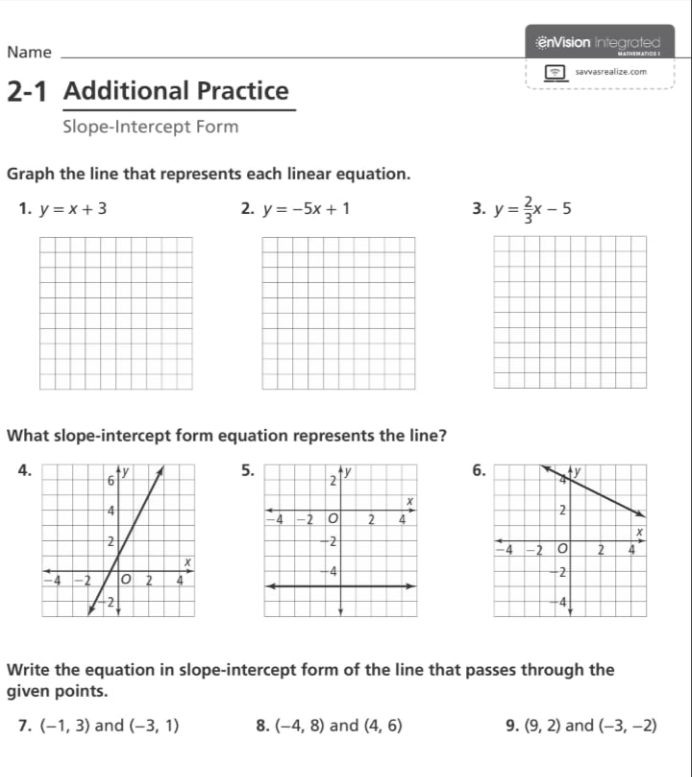 enVision integrated
MATHEMATICS I
Name
savvasrealize.com
2-1 Additional Practice
Slope-Intercept Form
Graph the line that represents each linear equation.
1. y = x + 3 2. y = −5x + 1 3. y = 2/3x − 5
What slope-intercept form equation represents the line?
4.
6 y
4
2
x
−4 −2 O 2 4
−2
5.
2 y
x
−4 −2 O 2 4
−2
−4
6.
4 y
2
x
−4 −2 O 2 4
−2
−4
Write the equation in slope-intercept form of the line that passes through the
given points.
7. (−1, 3) and (−3, 1) 8. (−4, 8) and (4, 6) 9. (9, 2) and (−3, −2)